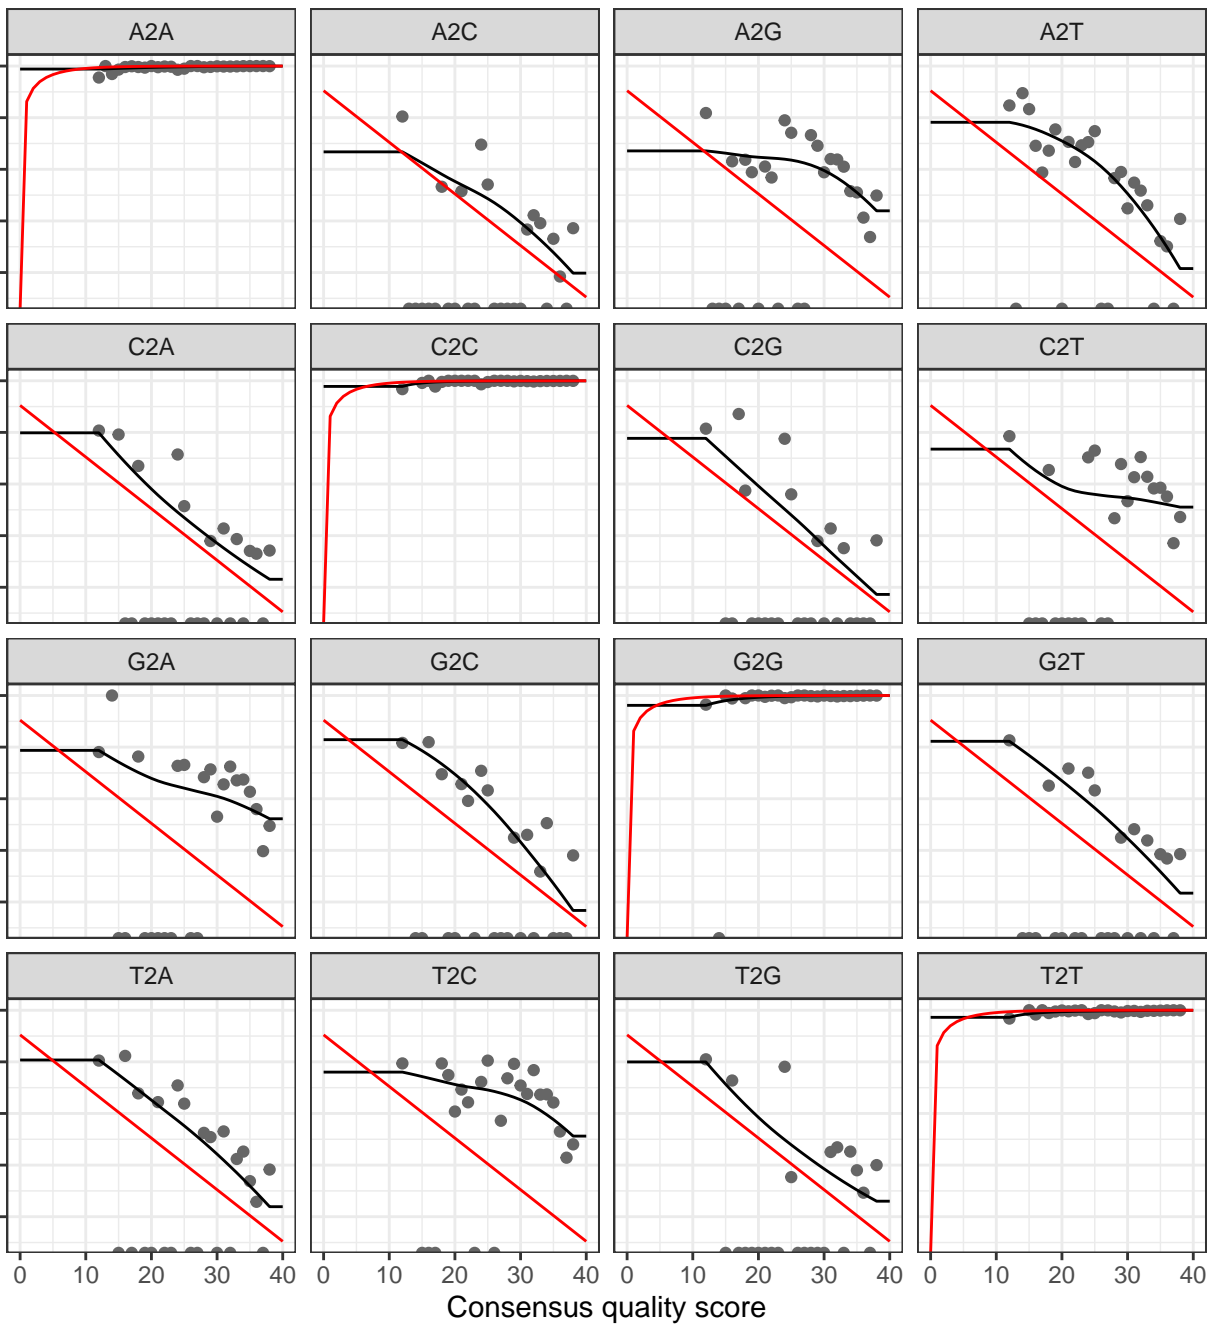 A2A A2C A2G A2T
C2A C2C C2G C2T
G2A G2C G2G G2T
T2A T2C T2G T2T
0 10 20 30 40 0 10 20 30 40 0 10 20 30 40 0 10 20 30 40
Consensus quality score